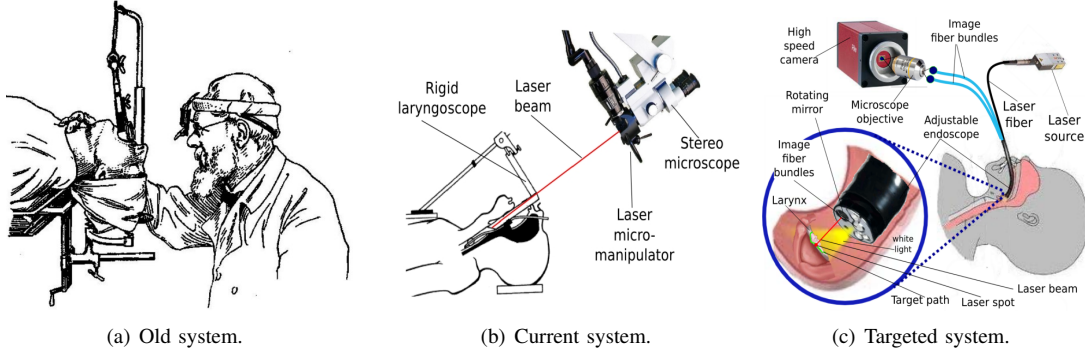 Rigid
laryngoscope
Laser
beam
Stereo
microscope
Laser
micro-
manipulator
High
speed
camera
Image
fiber bundles
Rotating
mirror
Microscope
objective
Laser
fiber
Laser
source
Adjustable
endoscope
Image fiber
bundles
Larynx
white
light
Laser beam
Laser spot
Target path
(a) Old system.
(b) Current system.
(c) Targeted system.